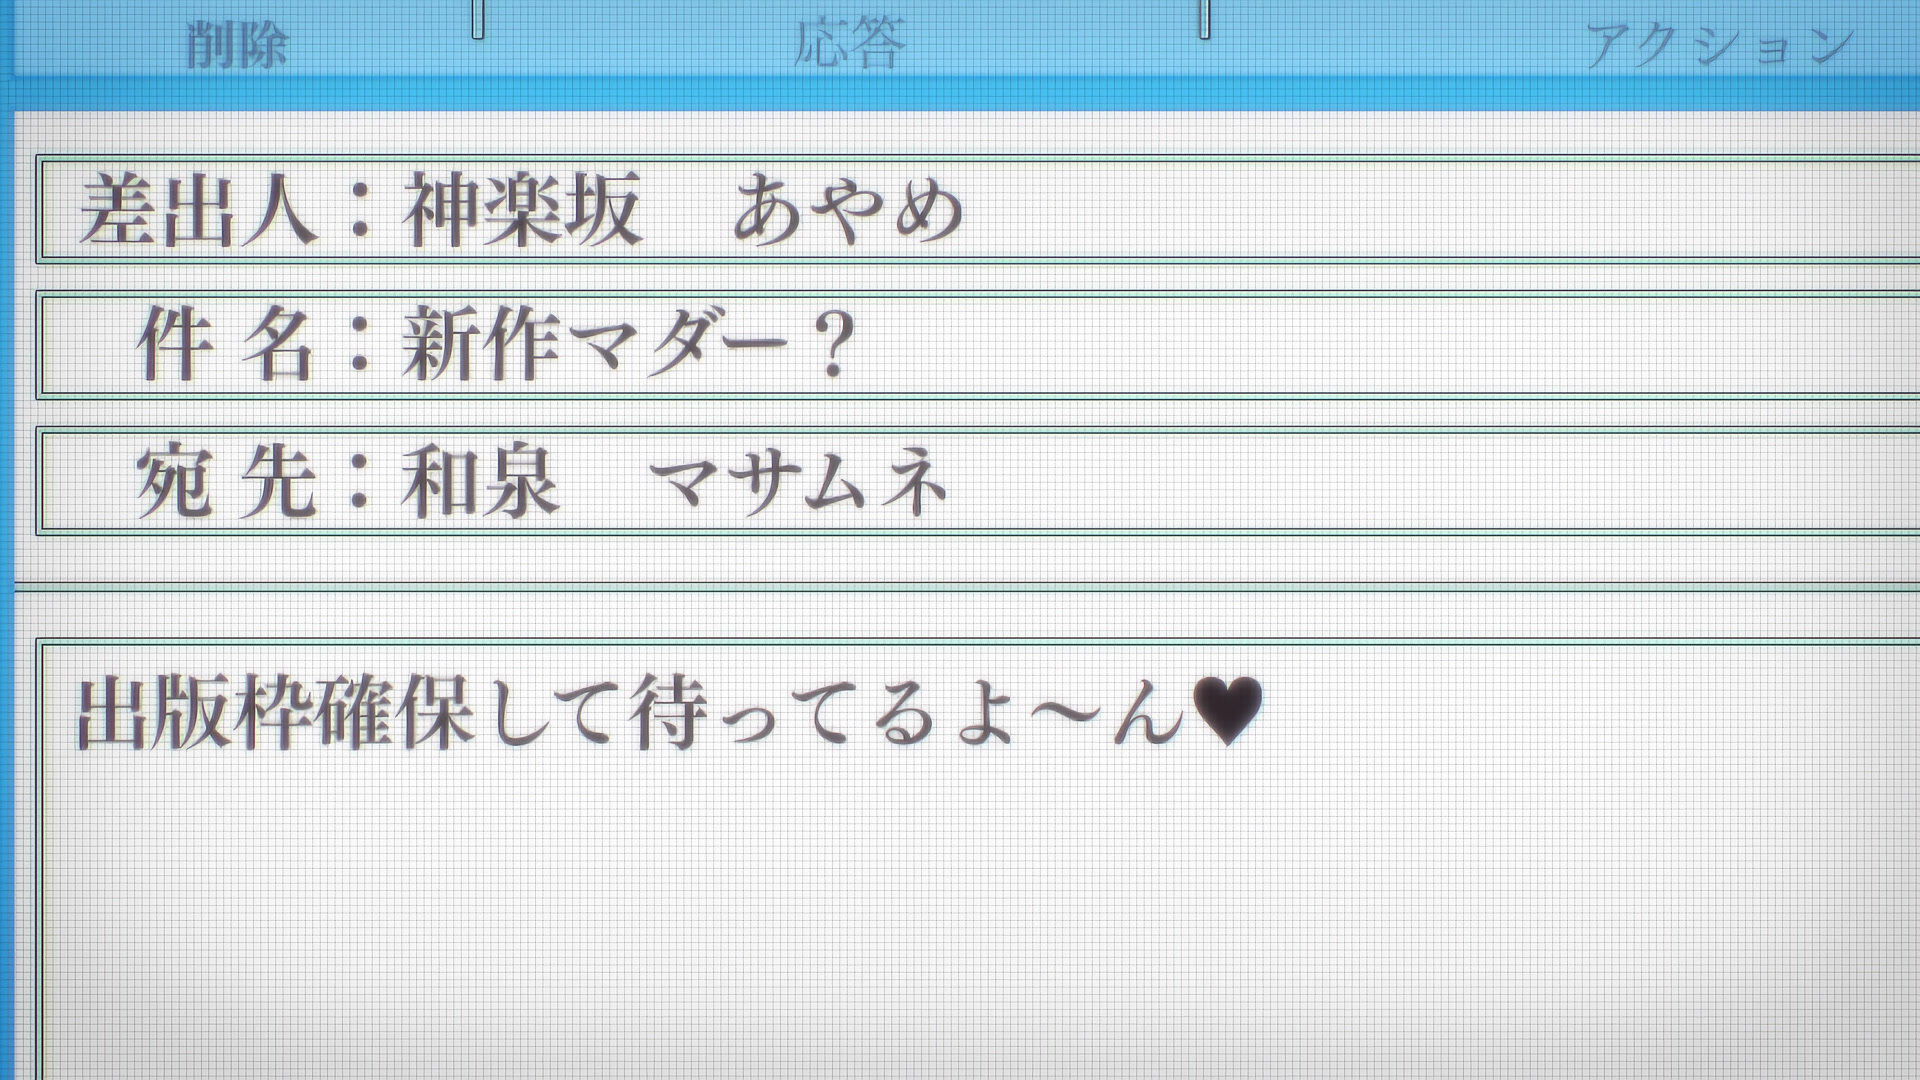 削除 応答 アクション
差出人：神楽坂　あやめ
件 名：新作マダー？
宛 先：和泉　マサムネ
出版枠確保して待ってるよ～ん♥